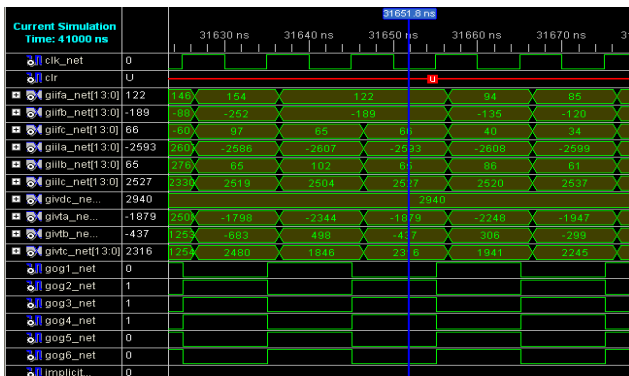 31651.8 ns
Current Simulation
Time: 41000 ns
31630 ns 31640 ns 31650 ns 31660 ns 31670 ns 31
clk_net 0
clr U U
giifa_net[13:0] 122 146 154 122 94 85
giifb_net[13:0] -189 -88 -252 -189 -135 -120
giifc_net[13:0] 66 -60 97 65 66 40 34
giila_net[13:0] -2593 260 -2586 -2607 -2593 -2608 -2599
giilb_net[13:0] 65 276 65 102 65 86 61
giilc_net[13:0] 2527 2330 2519 2504 2527 2520 2537
givdc_ne... 2940 2940
givta_ne... -1879 250 -1798 -2344 -1879 -2248 -1947
givtb_ne... -437 1253 -683 498 -437 306 -299
givtc_net[13:0] 2316 1254 2480 1846 2316 1941 2245
gog1_net 0
gog2_net 1
gog3_net 1
gog4_net 1
gog5_net 0
gog6_net 0
implicit... 0